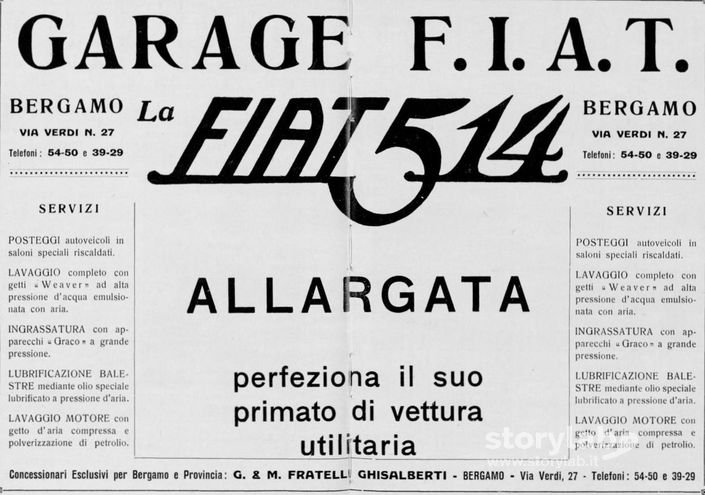 GARAGE F.I.A.T.
BERGAMO
VIA VERDI N. 27
Telefoni: 54-50 e 39-29
La FIAT 514
BERGAMO
VIA VERDI N. 27
Telefoni: 54-50 e 39-29
SERVIZI
POSTEGGI autoveicoli in
saloni speciali riscaldati.
LAVAGGIO completo con
getti «Weaver» ad alta
pressione d'acqua emulsio-
nata con aria.
INGRASSATURA con ap-
parecchi «Graco» a grande
pressione.
LUBRIFICAZIONE BALE-
STRE mediante olio speciale
lubrificato a pressione d'aria.
LAVAGGIO MOTORE con
getto d'aria compressa e
polverizzazione di petrolio.
ALLARGATA
perfeziona il suo
primato di vettura
utilitaria
SERVIZI
POSTEGGI autoveicoli in
saloni speciali riscaldati.
LAVAGGIO completo con
getti «Weaver» ad alta
pressione d'acqua emulsio-
nata con aria.
INGRASSATURA con ap-
parecchi «Graco» a grande
pressione.
LUBRIFICAZIONE BALE-
STRE mediante olio speciale
lubrificato a pressione d'aria.
LAVAGGIO MOTORE con
getto d'aria compressa e
polverizzazione di petrolio.
storylab
www.storylab.it
Concessionari Esclusivi per Bergamo e Provincia: G. & M. FRATELLI GHISALBERTI - BERGAMO - Via Verdi, 27 - Telefoni: 54-50 e 39-29